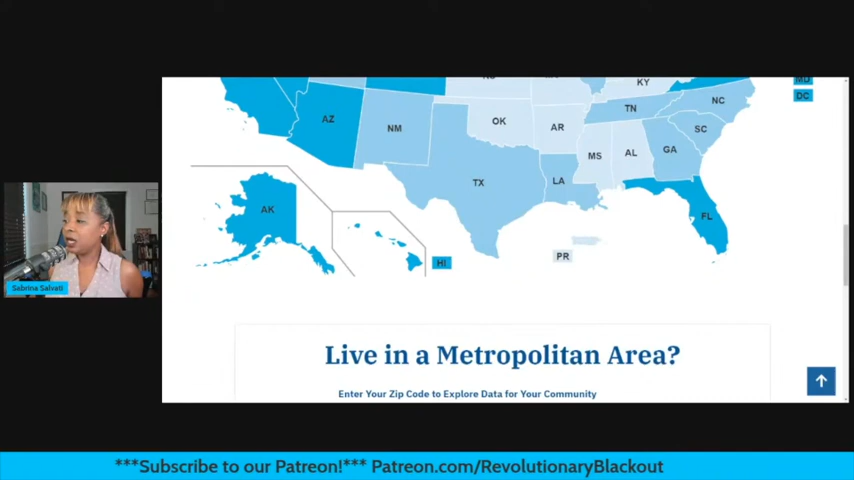 KY
MD
DC
AZ
NM
OK
AR
TN
NC
SC
MS
AL
GA
TX
LA
FL
AK
HI
PR
Sabrina Salvati
Live in a Metropolitan Area?
Enter Your Zip Code to Explore Data for Your Community
***Subscribe to our Patreon!*** Patreon.com/RevolutionaryBlackout